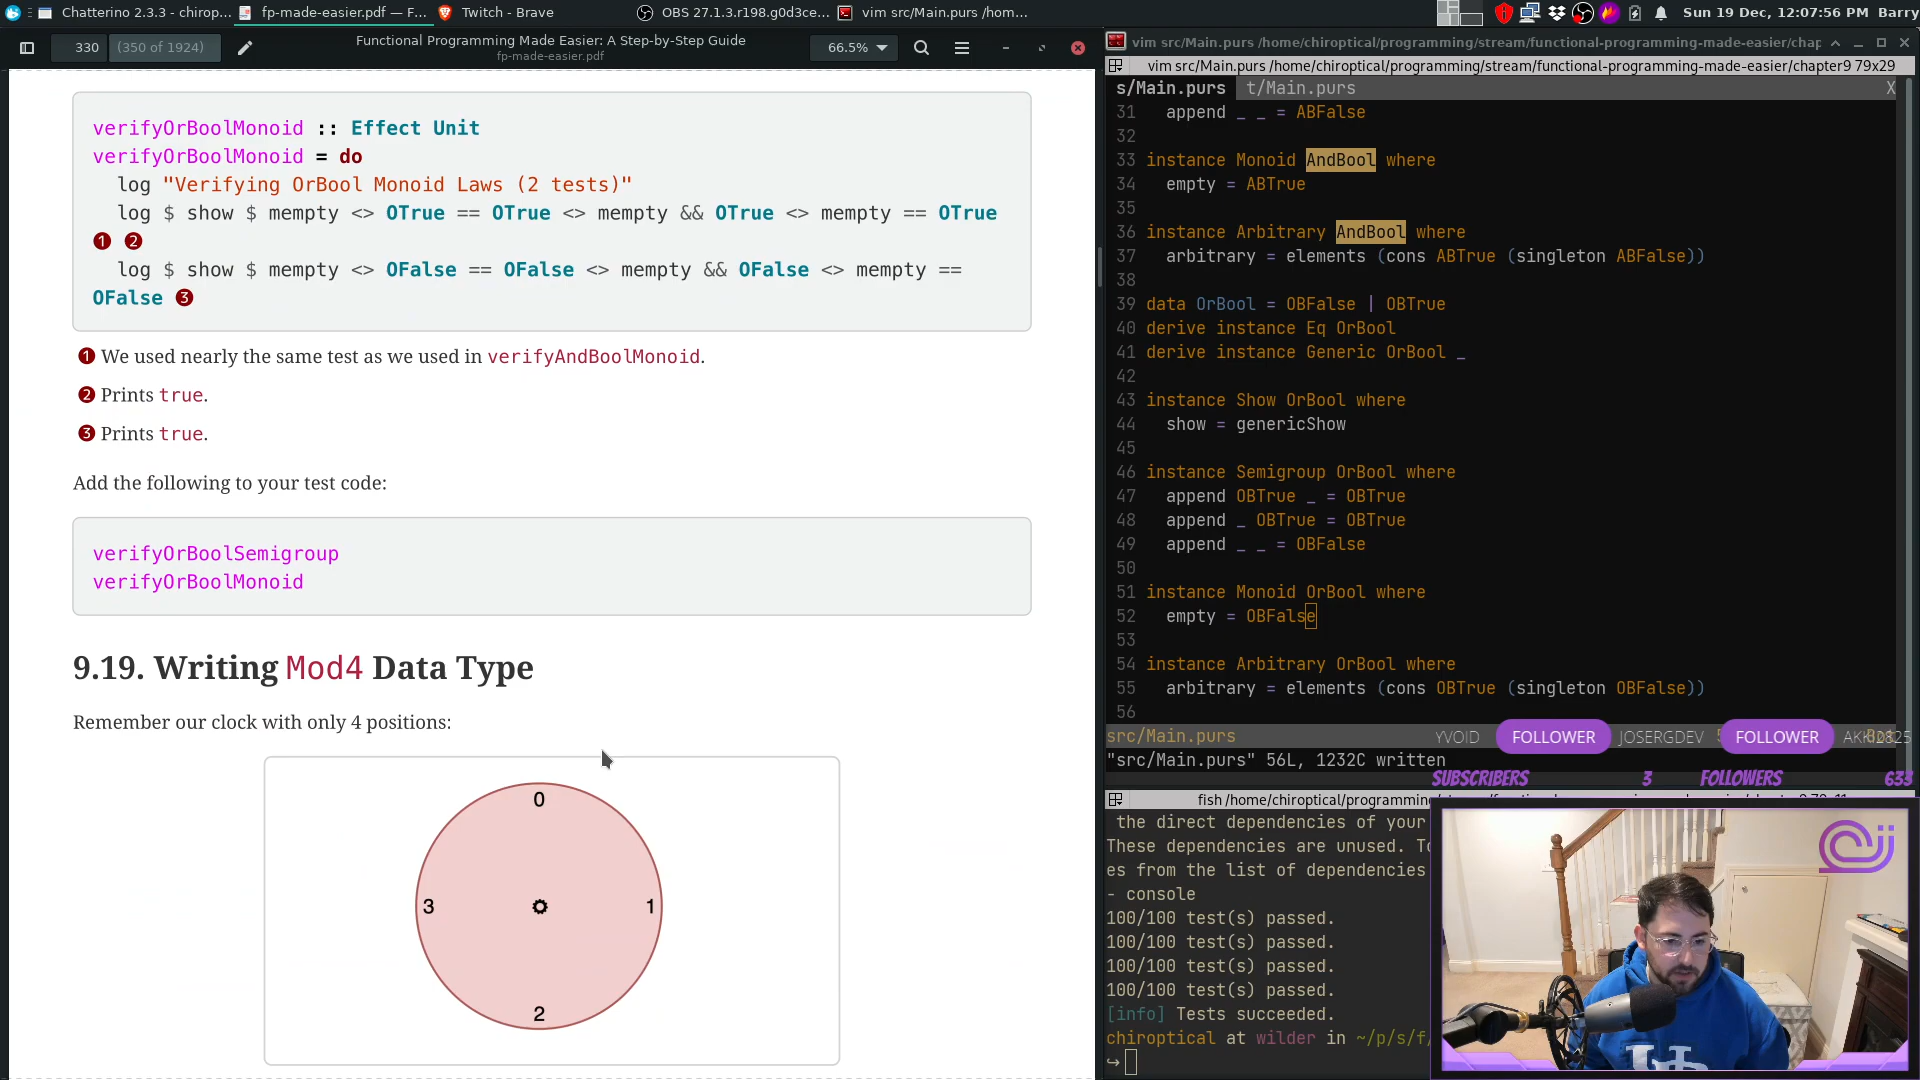 Chatterino 2.3.3 - chirop...
fp-made-easier.pdf — F...
Twitch - Brave
OBS 27.1.3.r198.g0d3ce...
vim src/Main.purs /hom...
Sun 19 Dec, 12:07:56 PM Barry
330
(350 of 1924)
Functional Programming Made Easier: A Step-by-Step Guide
fp-made-easier.pdf
66.5%
verifyOrBoolMonoid :: Effect Unit
verifyOrBoolMonoid = do
log "Verifying OrBool Monoid Laws (2 tests)"
log $ show $ mempty <> OTrue == OTrue <> mempty && OTrue <> mempty == OTrue
1 2
log $ show $ mempty <> OFalse == OFalse <> mempty && OFalse <> mempty ==
OFalse 3
1 We used nearly the same test as we used in verifyAndBoolMonoid.
2 Prints true.
3 Prints true.
Add the following to your test code:
verifyOrBoolSemigroup
verifyOrBoolMonoid
9.19. Writing Mod4 Data Type
Remember our clock with only 4 positions:
0
3
1
2
vim src/Main.purs /home/chiroptical/programming/stream/functional-programming-made-easier/chap
vim src/Main.purs /home/chiroptical/programming/stream/functional-programming-made-easier/chapter9 79x29
s/Main.purs t/Main.purs X
31 append _ _ = ABFalse
32
33 instance Monoid AndBool where
34 empty = ABTrue
35
36 instance Arbitrary AndBool where
37 arbitrary = elements (cons ABTrue (singleton ABFalse))
38
39 data OrBool = OBFalse | OBTrue
40 derive instance Eq OrBool
41 derive instance Generic OrBool _
42
43 instance Show OrBool where
44 show = genericShow
45
46 instance Semigroup OrBool where
47 append OBTrue _ = OBTrue
48 append _ OBTrue = OBTrue
49 append _ _ = OBFalse
50
51 instance Monoid OrBool where
52 empty = OBFalse
53
54 instance Arbitrary OrBool where
55 arbitrary = elements (cons OBTrue (singleton OBFalse))
56
src/Main.purs
YVOID FOLLOWER JOSERGDEV FOLLOWER
"src/Main.purs" 56L, 1232C written
SUBSCRIBERS 3 FOLLOWERS 633
fish /home/chiroptical/programming
the direct dependencies of your
These dependencies are unused. To
es from the list of dependencies
- console
100/100 test(s) passed.
100/100 test(s) passed.
100/100 test(s) passed.
100/100 test(s) passed.
[info] Tests succeeded.
chiroptical at wilder in ~/p/s/f/